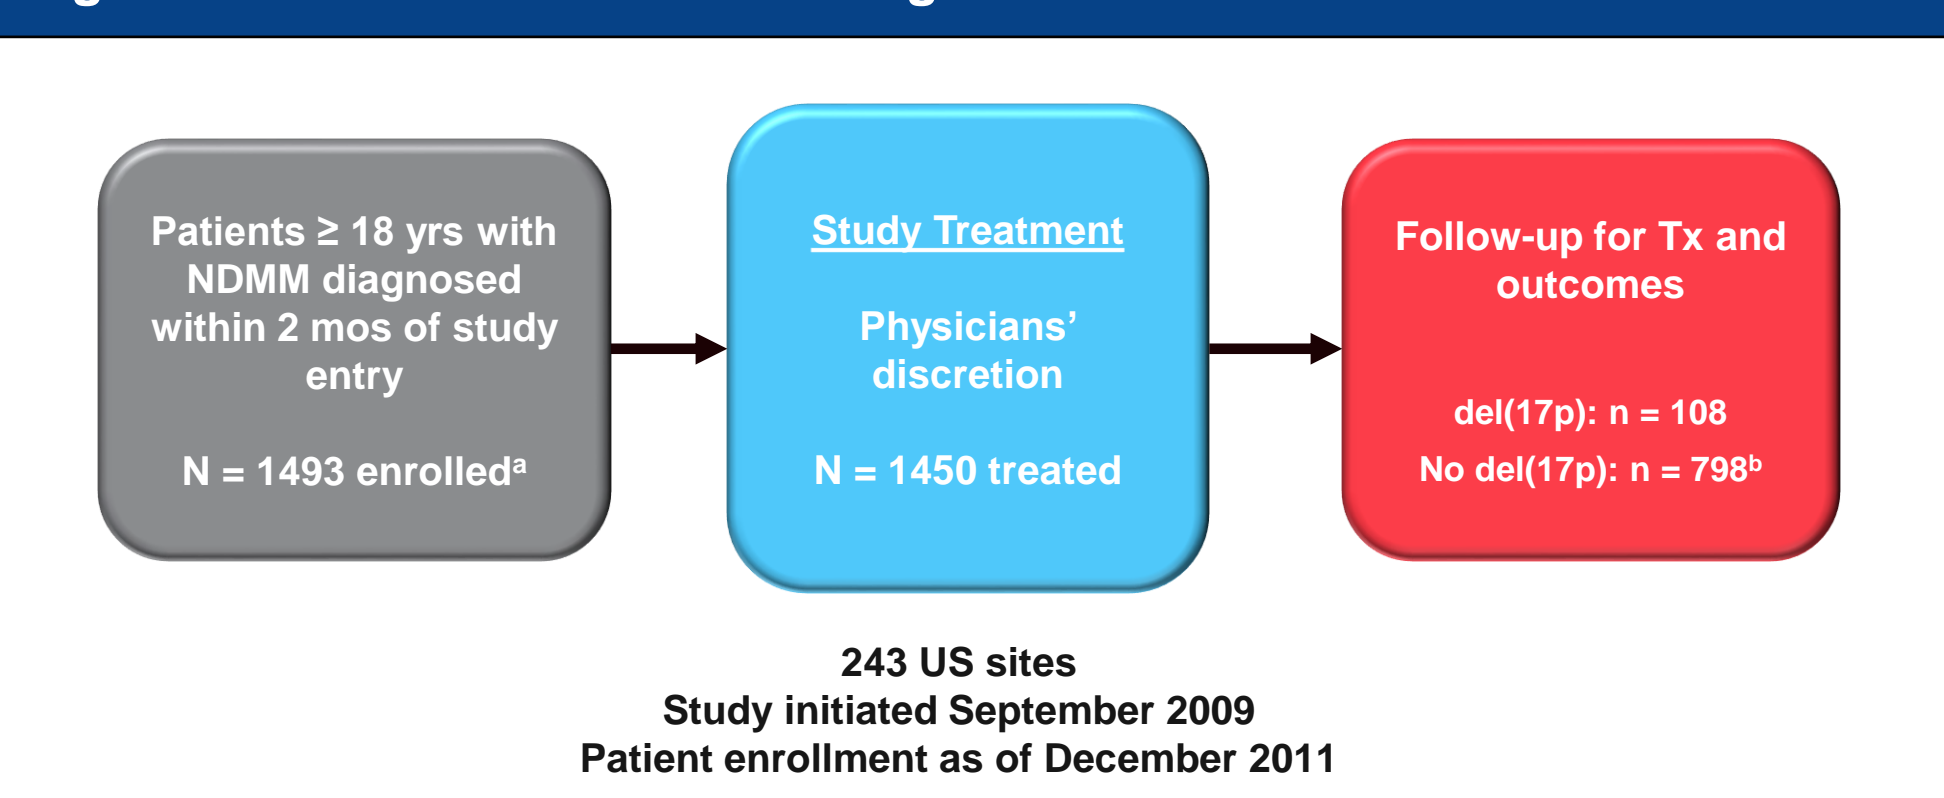 Patients ≥ 18 yrs with
NDMM diagnosed
within 2 mos of study
entry
N = 1493 enrolledᵃ
Study Treatment
Physicians’
discretion
N = 1450 treated
Follow-up for Tx and
outcomes
del(17p): n = 108
No del(17p): n = 798ᵇ
243 US sites
Study initiated September 2009
Patient enrollment as of December 2011